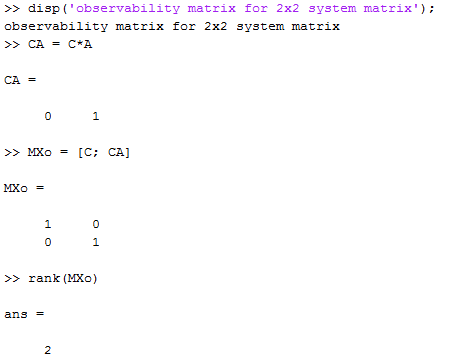 >> disp('observability matrix for 2x2 system matrix');
observability matrix for 2x2 system matrix
>> CA = C*A
CA =
0 1
>> MXo = [C; CA]
MXo =
1 0
0 1
>> rank(MXo)
ans =
2